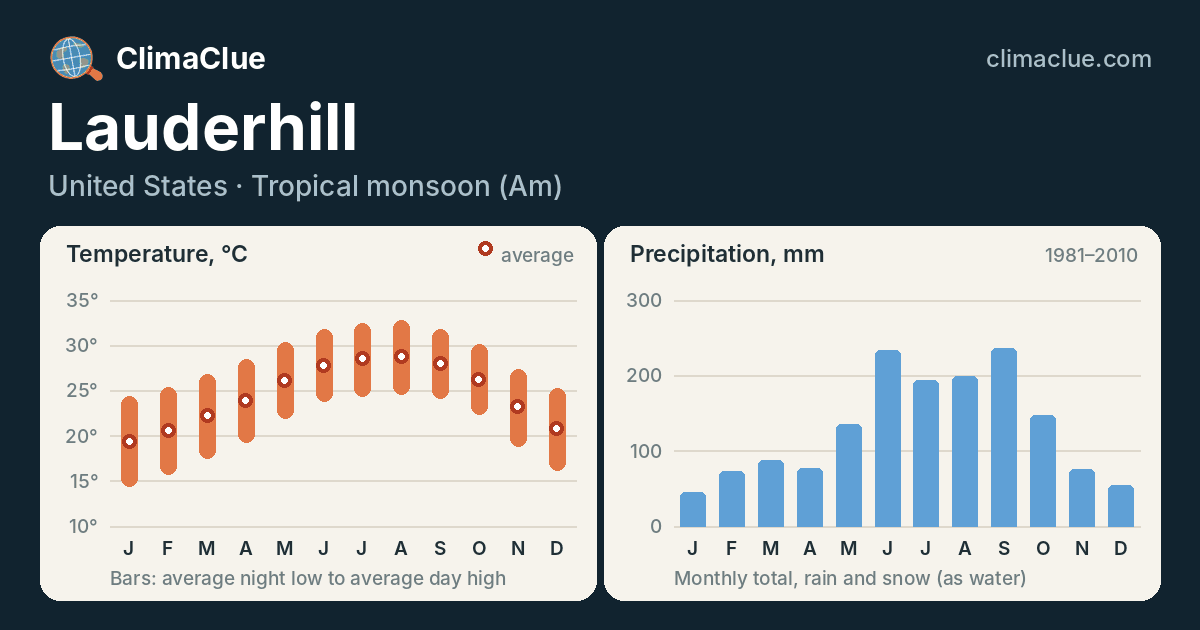 ClimaClue
climaclue.com
Lauderhill
United States · Tropical monsoon (Am)
Temperature, °C
average
35°
30°
25°
20°
15°
10°
J F M A M J J A S O N D
Bars: average night low to average day high
Precipitation, mm
1981–2010
300
200
100
0
J F M A M J J A S O N D
Monthly total, rain and snow (as water)